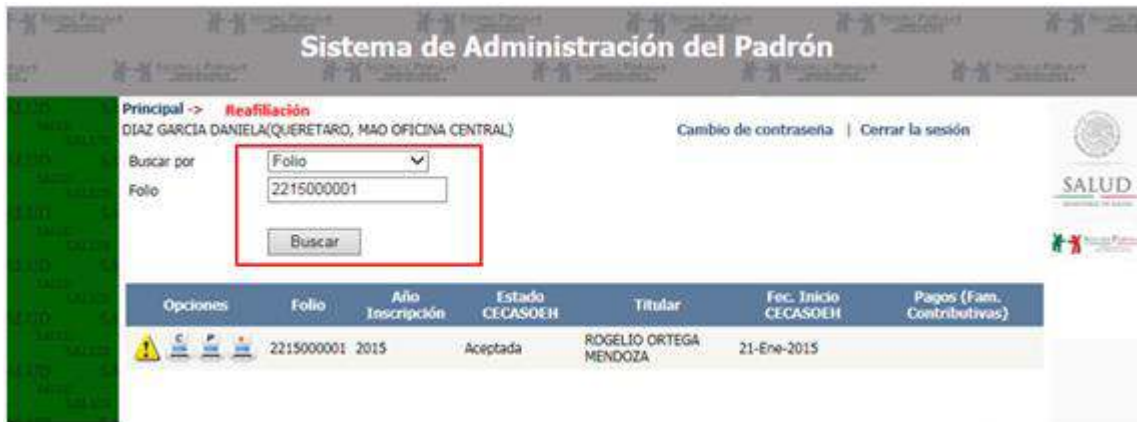 Sistema de Administración del Padrón
Principal -> Reafiliación
DIAZ GARCIA DANIELA(QUERETARO, MAO OFICINA CENTRAL)
Cambio de contraseña | Cerrar la sesión
Buscar por Folio
Folio 2215000001
Buscar
SALUD
Opciones Folio Año Inscripción Estado CECASOEH Titular Fec. Inicio CECASOEH Pagos (Fam. Contributivas)
C P
2215000001 2015 Aceptada ROGELIO ORTEGA MENDOZA 21-Ene-2015